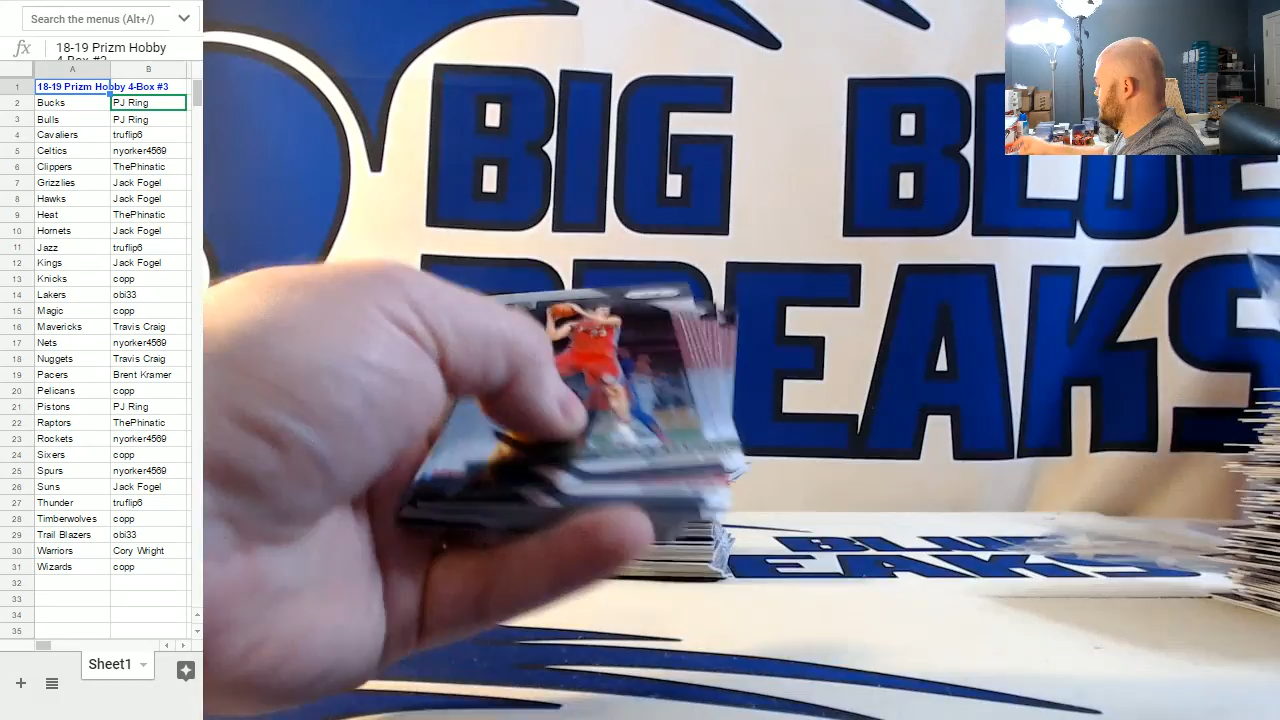 Search the menus (Alt+/)
fx
18-19 Prizm Hobby
4-Box #3
A
B
1 18-19 Prizm Hobby 4-Box #3
2 Bucks PJ Ring
3 Bulls PJ Ring
4 Cavaliers truflip6
5 Celtics nyorker4569
6 Clippers ThePhinatic
7 Grizzlies Jack Fogel
8 Hawks Jack Fogel
9 Heat ThePhinatic
10 Hornets Jack Fogel
11 Jazz truflip6
12 Kings Jack Fogel
13 Knicks copp
14 Lakers obi33
15 Magic copp
16 Mavericks Travis Craig
17 Nets nyorker4569
18 Nuggets Travis Craig
19 Pacers Brent Kramer
20 Pelicans copp
21 Pistons PJ Ring
22 Raptors ThePhinatic
23 Rockets nyorker4569
24 Sixers copp
25 Spurs nyorker4569
26 Suns Jack Fogel
27 Thunder truflip6
28 Timberwolves copp
29 Trail Blazers obi33
30 Warriors Cory Wright
31 Wizards copp
32
33
34
35
Sheet1
BIG BLUE
BREAKS
BLUE
EAKS